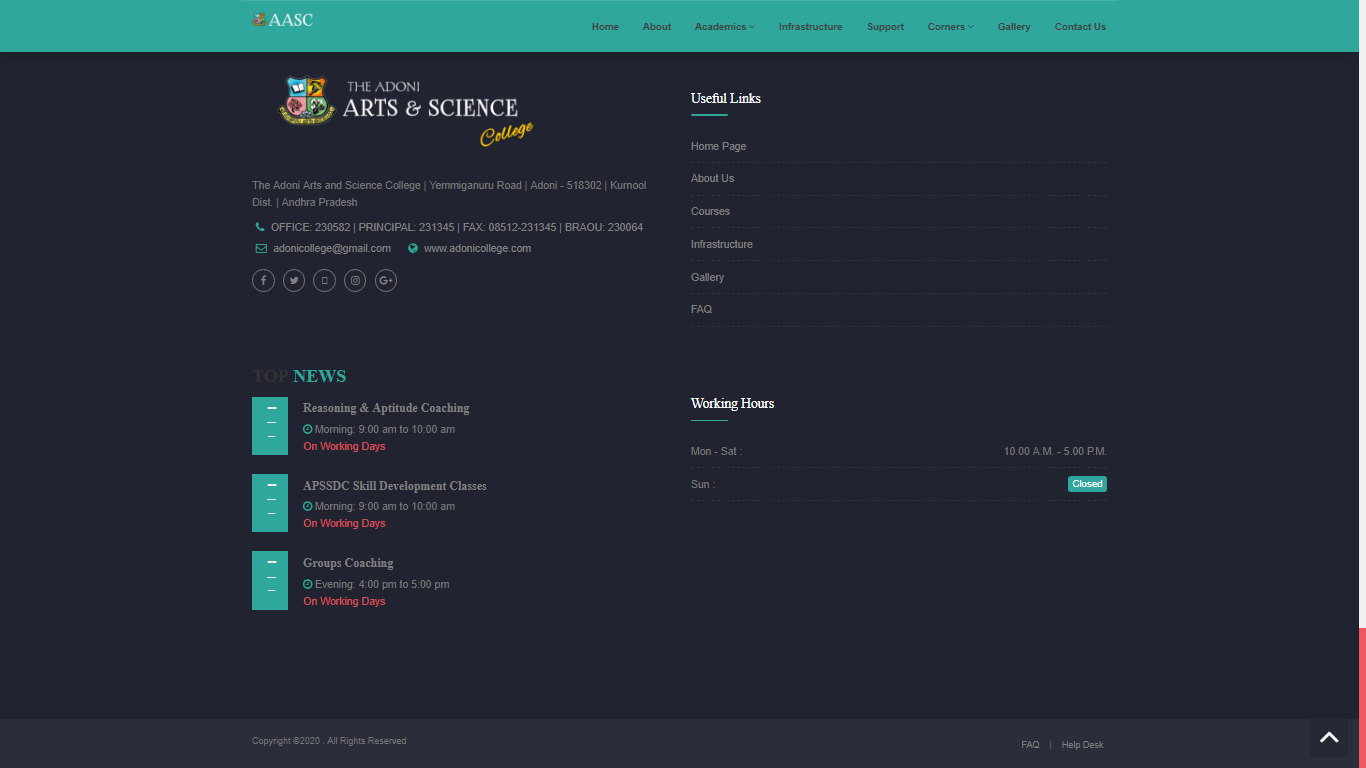 AASC
Home About Academics Infrastructure Support Corners Gallery Contact Us
THE ADONI
ARTS & SCIENCE
College
The Adoni Arts and Science College | Yemmiganuru Road | Adoni - 518302 | Kurnool
Dist. | Andhra Pradesh
OFFICE: 230582 | PRINCIPAL: 231345 | FAX: 08512-231345 | BRAOU: 230064
adonicollege@gmail.com www.adonicollege.com
Useful Links
Home Page
About Us
Courses
Infrastructure
Gallery
FAQ
TOP NEWS
Reasoning & Aptitude Coaching
Morning: 9:00 am to 10:00 am
On Working Days
APSSDC Skill Development Classes
Morning: 9:00 am to 10:00 am
On Working Days
Groups Coaching
Evening: 4:00 pm to 5:00 pm
On Working Days
Working Hours
Mon - Sat : 10.00 A.M. - 5.00 P.M.
Sun : Closed
Copyright ©2020 . All Rights Reserved
FAQ | Help Desk